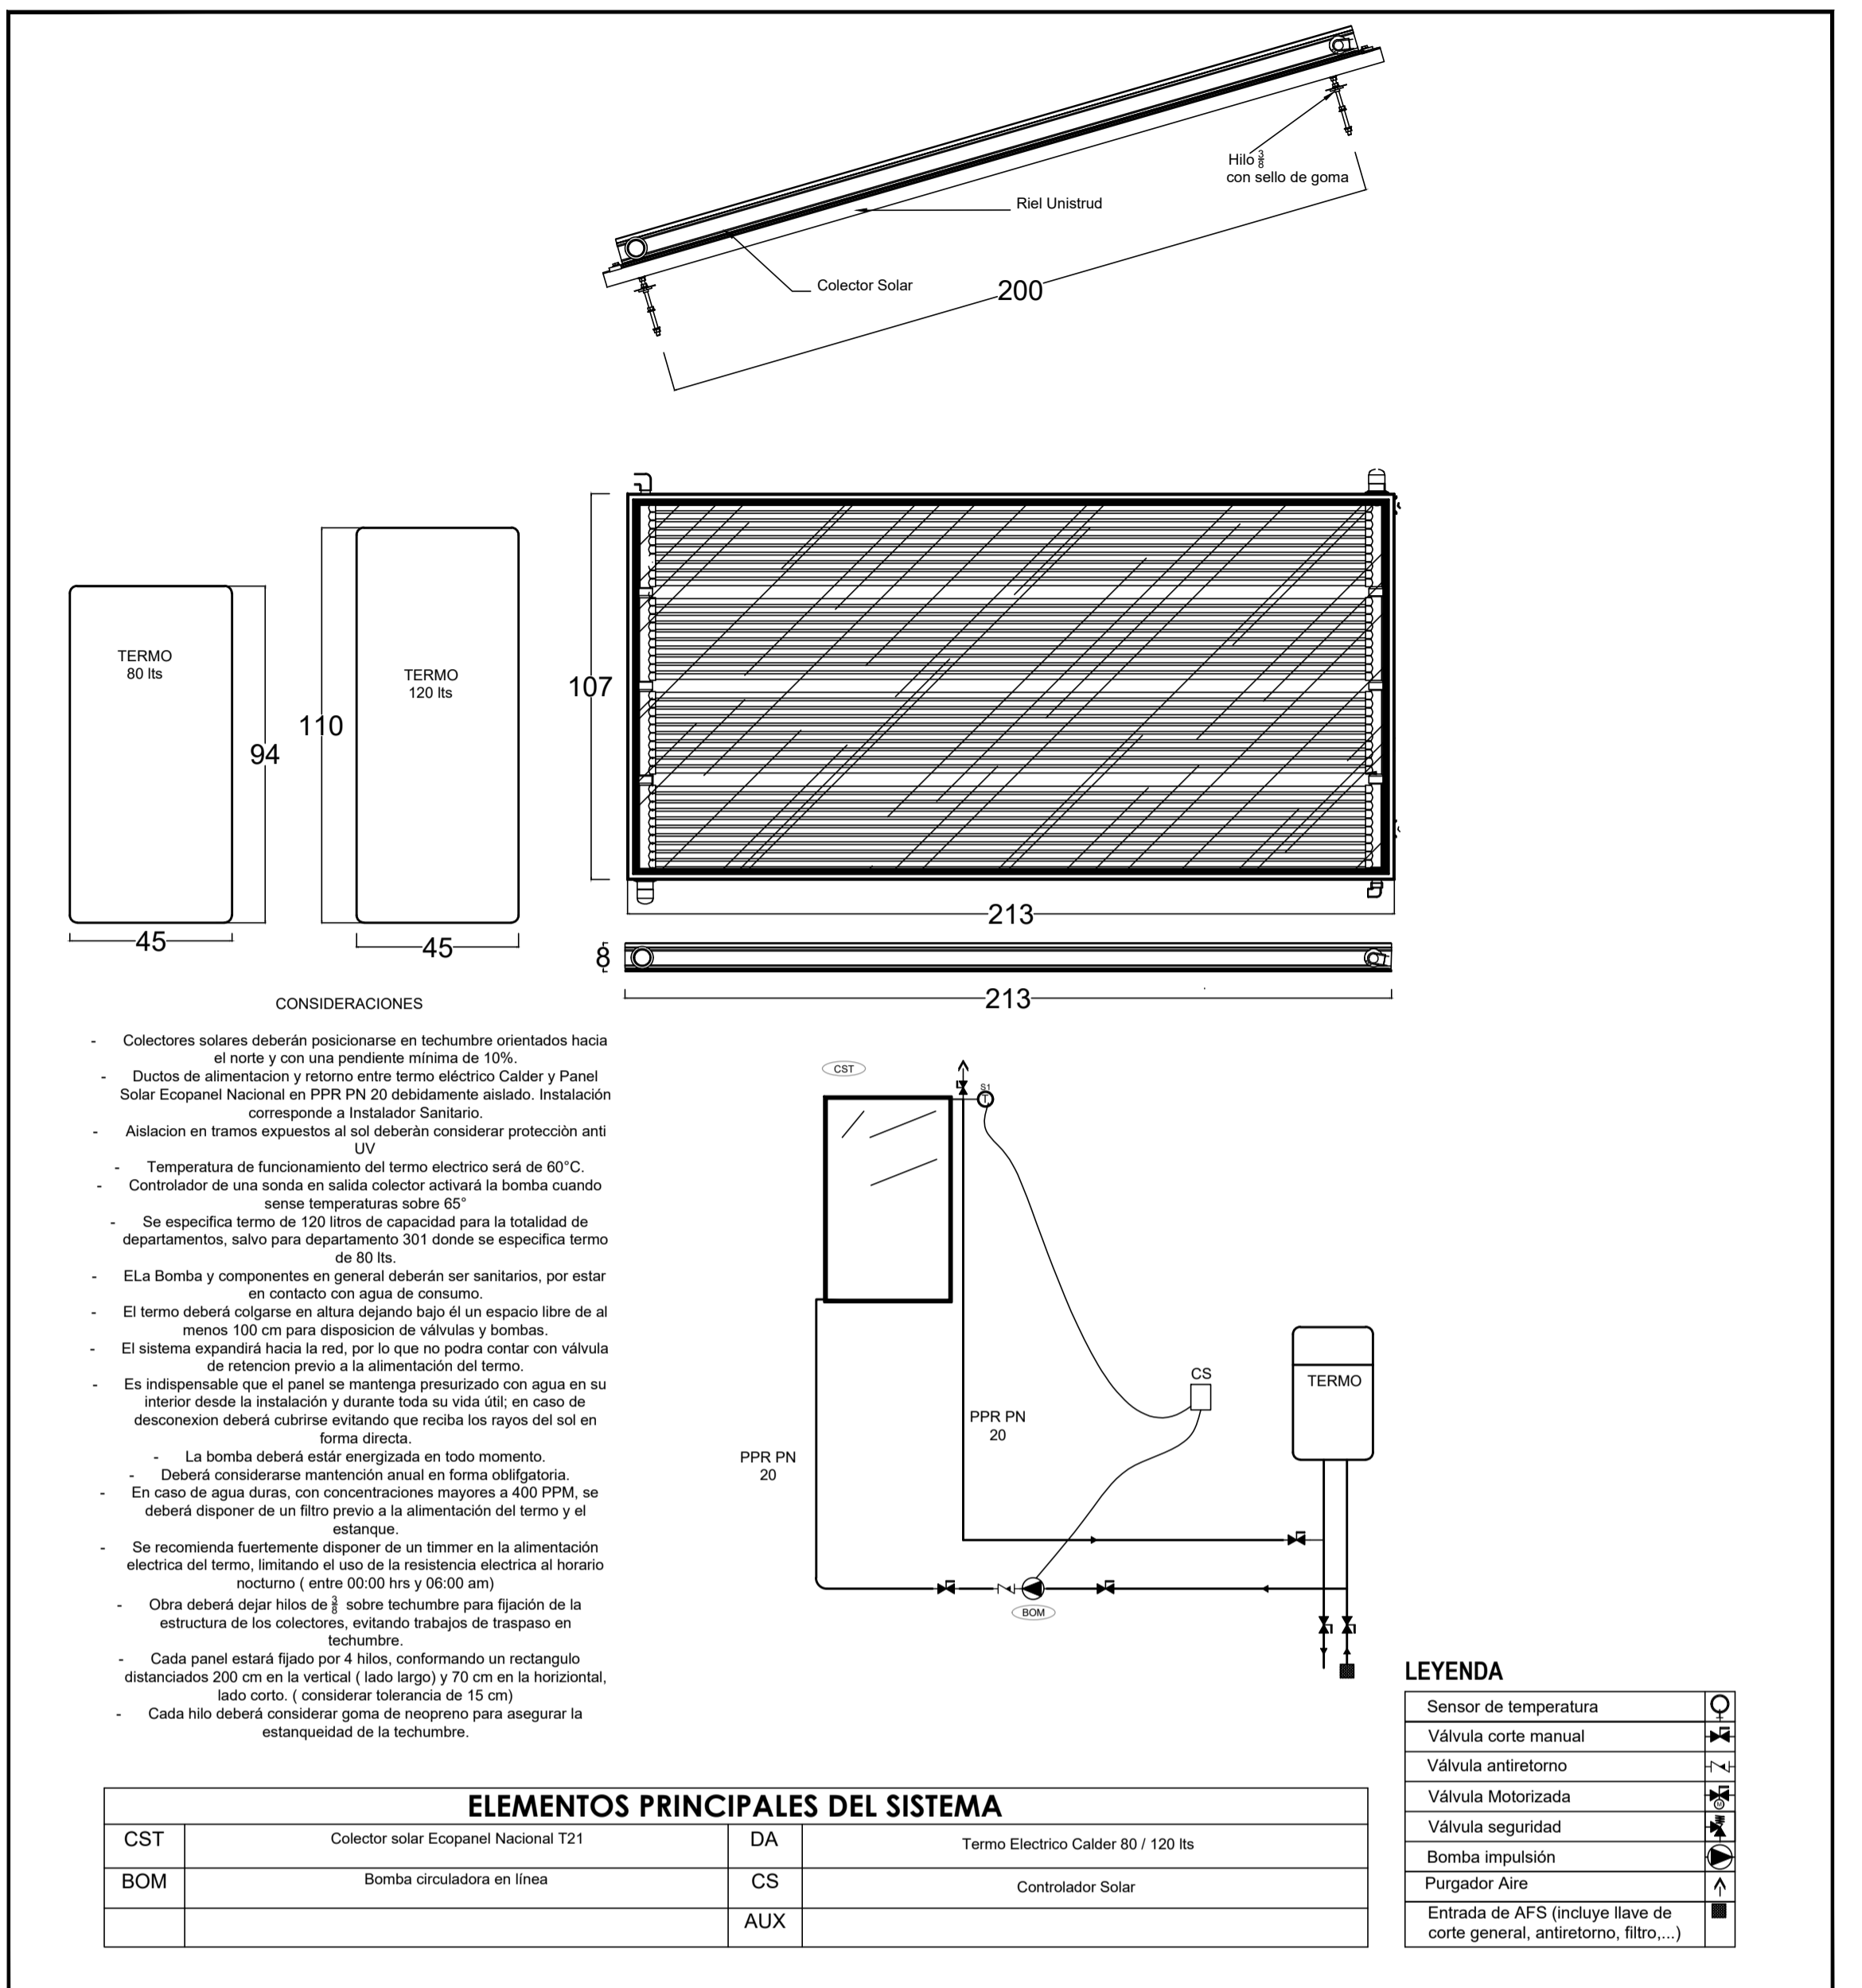 Hilo 3/8
con sello de goma
Riel Unistrud
Colector Solar
200
TERMO
80 lts
94
45
TERMO
120 lts
110
45
107
213
8
213
CONSIDERACIONES
- Colectores solares deberán posicionarse en techumbre orientados hacia
el norte y con una pendiente mínima de 10%.
- Ductos de alimentacion y retorno entre termo eléctrico Calder y Panel
Solar Ecopanel Nacional en PPR PN 20 debidamente aislado. Instalación
corresponde a Instalador Sanitario.
- Aislacion en tramos expuestos al sol deberàn considerar protecciòn anti
UV
- Temperatura de funcionamiento del termo electrico será de 60°C.
- Controlador de una sonda en salida colector activará la bomba cuando
sense temperaturas sobre 65°
- Se especifica termo de 120 litros de capacidad para la totalidad de
departamentos, salvo para departamento 301 donde se especifica termo
de 80 lts.
- ELa Bomba y componentes en general deberán ser sanitarios, por estar
en contacto con agua de consumo.
- El termo deberá colgarse en altura dejando bajo él un espacio libre de al
menos 100 cm para disposicion de válvulas y bombas.
- El sistema expandirá hacia la red, por lo que no podra contar con válvula
de retencion previo a la alimentación del termo.
- Es indispensable que el panel se mantenga presurizado con agua en su
interior desde la instalación y durante toda su vida útil; en caso de
desconexion deberá cubrirse evitando que reciba los rayos del sol en
forma directa.
- La bomba deberá estár energizada en todo momento.
- Deberá considerarse mantención anual en forma oblifgatoria.
- En caso de agua duras, con concentraciones mayores a 400 PPM, se
deberá disponer de un filtro previo a la alimentación del termo y el
estanque.
- Se recomienda fuertemente disponer de un timmer en la alimentación
electrica del termo, limitando el uso de la resistencia electrica al horario
nocturno ( entre 00:00 hrs y 06:00 am)
- Obra deberá dejar hilos de 3/8 sobre techumbre para fijación de la
estructura de los colectores, evitando trabajos de traspaso en
techumbre.
- Cada panel estará fijado por 4 hilos, conformando un rectangulo
distanciados 200 cm en la vertical ( lado largo) y 70 cm en la horiziontal,
lado corto. ( considerar tolerancia de 15 cm)
- Cada hilo deberá considerar goma de neopreno para asegurar la
estanqueidad de la techumbre.
CST
S1
T
CS
TERMO
PPR PN
20
PPR PN
20
BOM
LEYENDA
Sensor de temperatura
Válvula corte manual
Válvula antiretorno
Válvula Motorizada
M
Válvula seguridad
Bomba impulsión
Purgador Aire
Entrada de AFS (incluye llave de
corte general, antiretorno, filtro,...)
ELEMENTOS PRINCIPALES DEL SISTEMA
CST Colector solar Ecopanel Nacional T21 DA Termo Electrico Calder 80 / 120 lts
BOM Bomba circuladora en línea CS Controlador Solar
AUX